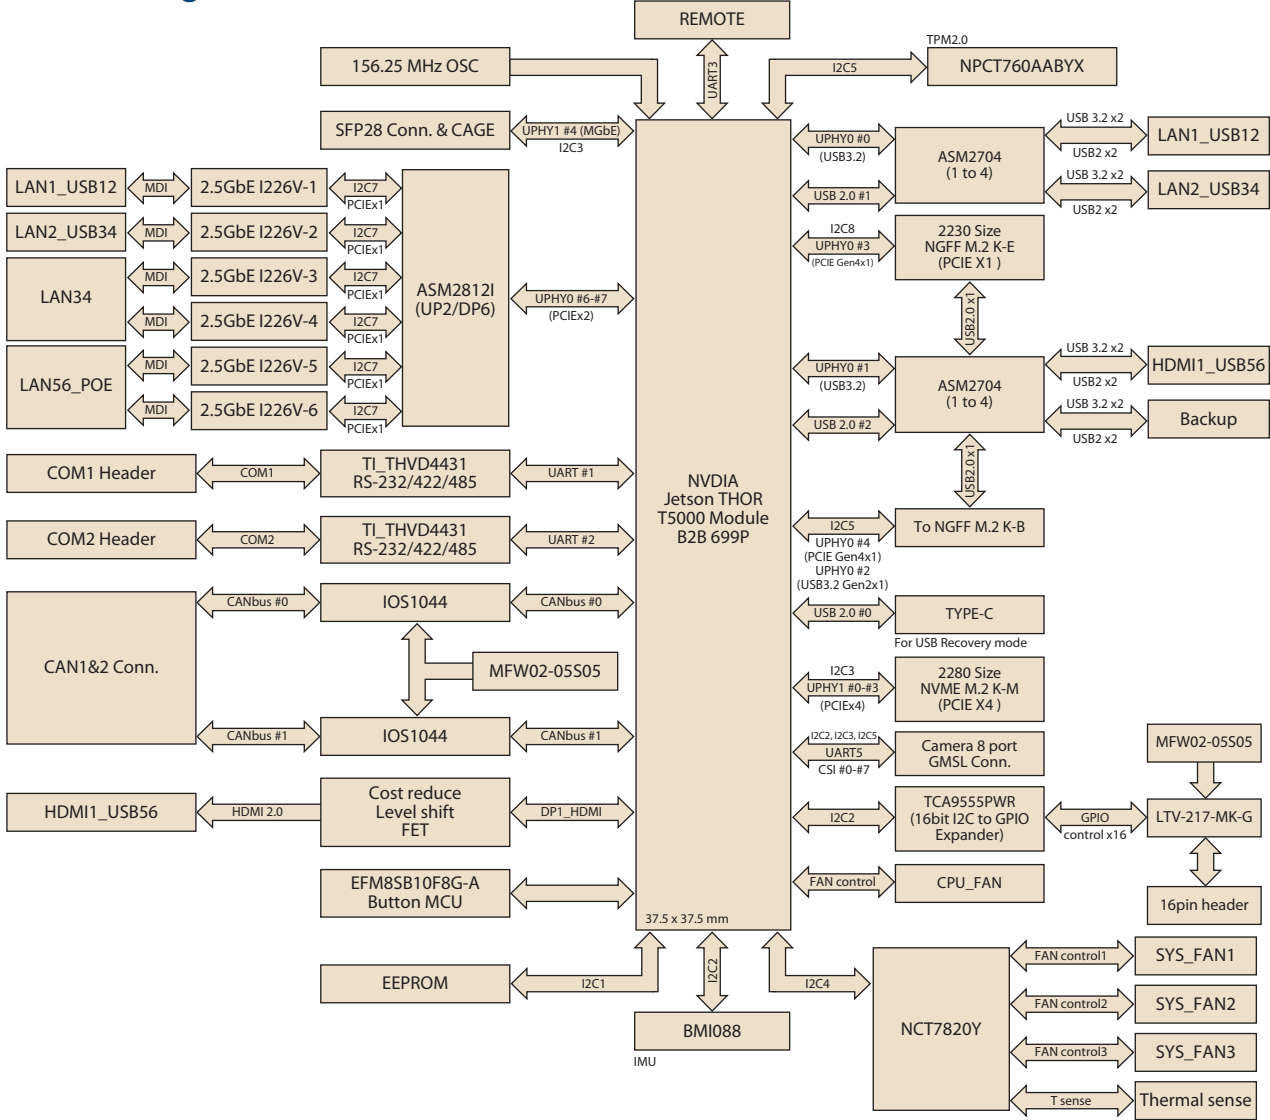 REMOTE
UART3
156.25 MHz OSC
I2C5
TPM2.0
NPCT760AABYX
SFP28 Conn. & CAGE
UPHY1 #4 (MGbE)
I2C3
LAN1_USB12
MDI
2.5GbE I226V-1
I2C7
PCIEx1
LAN2_USB34
MDI
2.5GbE I226V-2
I2C7
PCIEx1
LAN34
MDI
2.5GbE I226V-3
I2C7
PCIEx1
MDI
2.5GbE I226V-4
I2C7
PCIEx1
LAN56_POE
MDI
2.5GbE I226V-5
I2C7
PCIEx1
MDI
2.5GbE I226V-6
I2C7
PCIEx1
ASM2812I
(UP2/DP6)
UPHY0 #6-#7
(PCIEx2)
COM1 Header
COM1
TI_THVD4431
RS-232/422/485
UART #1
COM2 Header
COM2
TI_THVD4431
RS-232/422/485
UART #2
CAN1&2 Conn.
CANbus #0
IOS1044
CANbus #0
MFW02-05S05
CANbus #1
IOS1044
CANbus #1
HDMI1_USB56
HDMI 2.0
Cost reduce
Level shift
FET
DP1_HDMI
EFM8SB10F8G-A
Button MCU
EEPROM
I2C1
NVDIA
Jetson THOR
T5000 Module
B2B 699P
37.5 x 37.5 mm
I2C2
BMI088
IMU
UPHY0 #0
(USB3.2)
USB 2.0 #1
ASM2704
(1 to 4)
USB 3.2 x2
USB2 x2
LAN1_USB12
USB 3.2 x2
USB2 x2
LAN2_USB34
I2C8
UPHY0 #3
(PCIE Gen4x1)
2230 Size
NGFF M.2 K-E
(PCIE X1 )
USB2.0 x1
UPHY0 #1
(USB3.2)
USB 2.0 #2
ASM2704
(1 to 4)
USB 3.2 x2
USB2 x2
HDMI1_USB56
USB 3.2 x2
USB2 x2
Backup
USB2.0 x1
I2C5
UPHY0 #4
(PCIE Gen4x1)
UPHY0 #2
(USB3.2 Gen2x1)
To NGFF M.2 K-B
USB 2.0 #0
TYPE-C
For USB Recovery mode
I2C3
UPHY1 #0-#3
(PCIEx4)
2280 Size
NVME M.2 K-M
(PCIE X4 )
I2C2, I2C3, I2C5
UART5
CSI #0-#7
Camera 8 port
GMSL Conn.
I2C2
TCA9555PWR
(16bit I2C to GPIO
Expander)
GPIO
control x16
MFW02-05S05
LTV-217-MK-G
16pin header
FAN control
CPU_FAN
I2C4
NCT7820Y
FAN control1
SYS_FAN1
FAN control2
SYS_FAN2
FAN control3
SYS_FAN3
T sense
Thermal sense